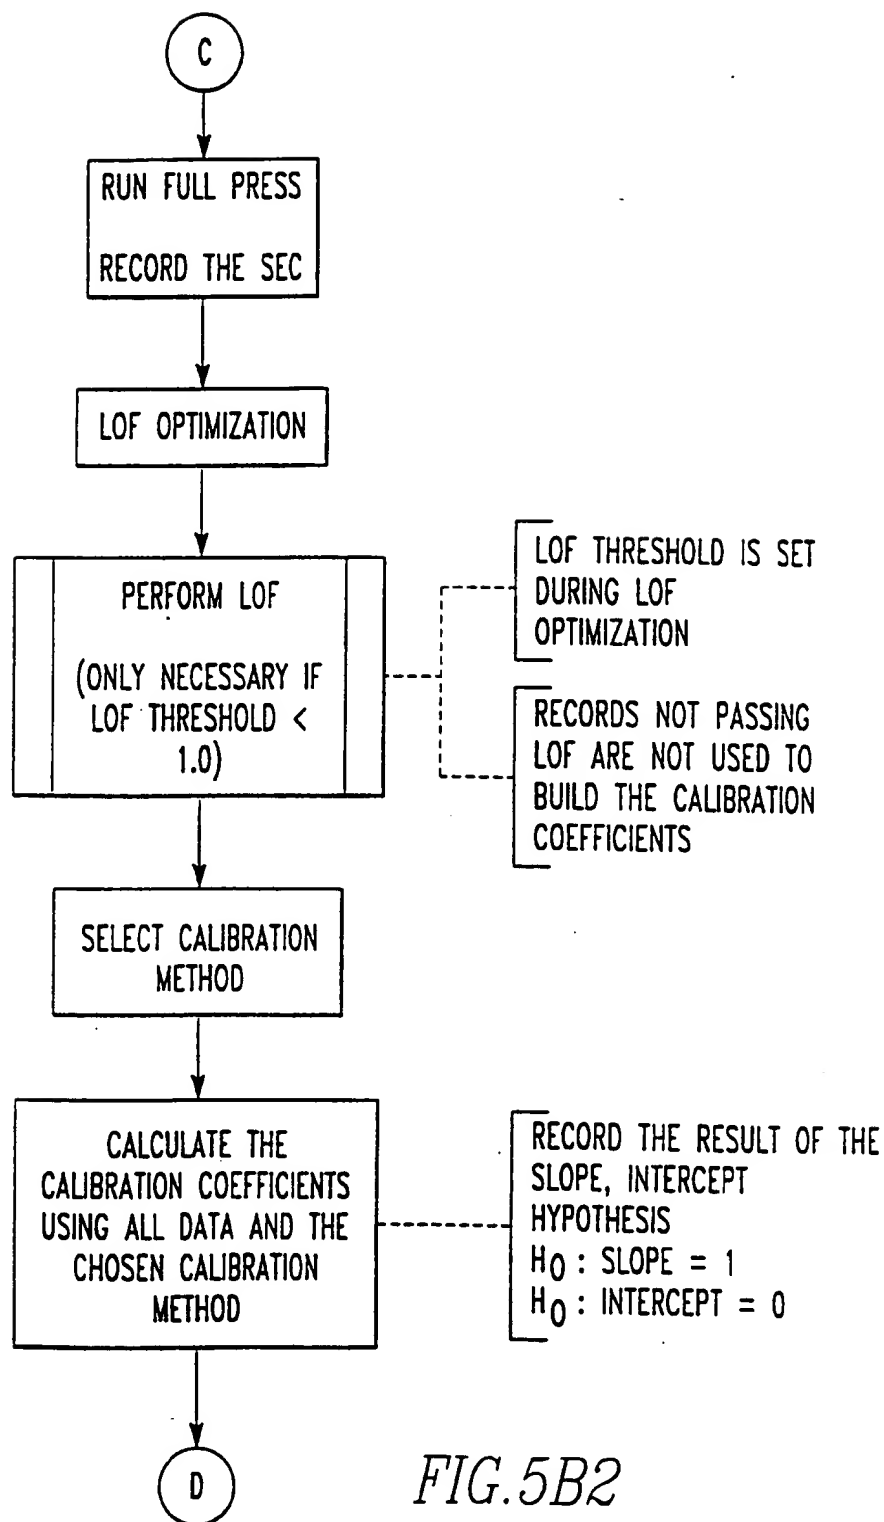 C
RUN FULL PRESS
RECORD THE SEC
LOF OPTIMIZATION
PERFORM LOF
(ONLY NECESSARY IF
LOF THRESHOLD <
1.0)
LOF THRESHOLD IS SET
DURING LOF
OPTIMIZATION
RECORDS NOT PASSING
LOF ARE NOT USED TO
BUILD THE CALIBRATION
COEFFICIENTS
SELECT CALIBRATION
METHOD
CALCULATE THE
CALIBRATION COEFFICIENTS
USING ALL DATA AND THE
CHOSEN CALIBRATION
METHOD
RECORD THE RESULT OF THE
SLOPE, INTERCEPT
HYPOTHESIS
H0 : SLOPE = 1
H0 : INTERCEPT = 0
D
FIG.5B2